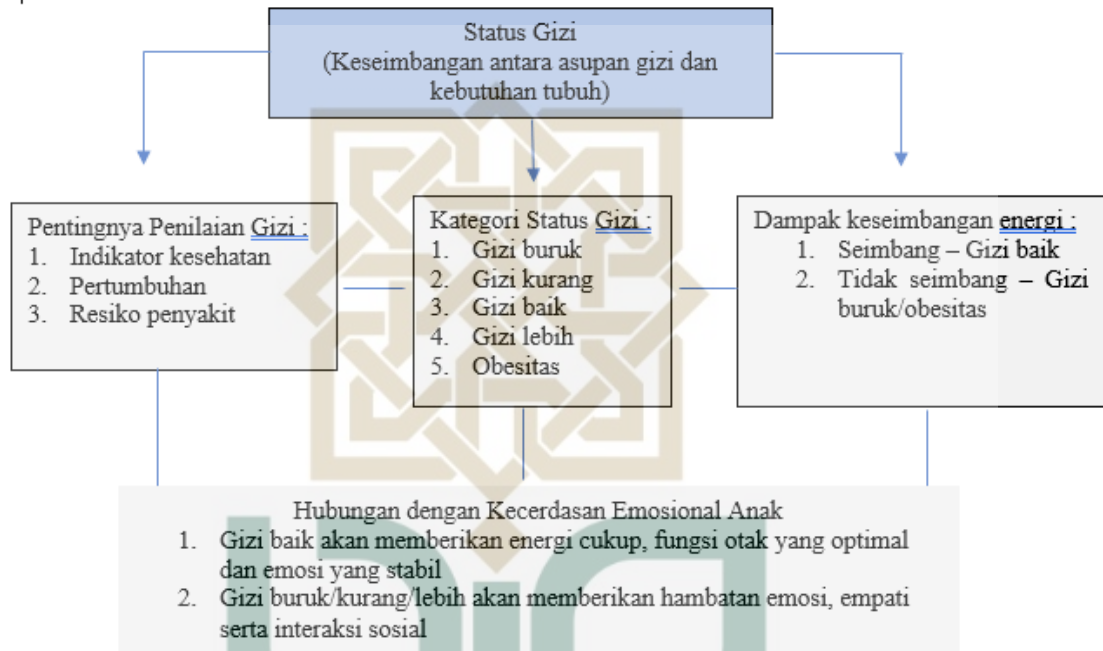 Status Gizi
(Keseimbangan antara asupan gizi dan
kebutuhan tubuh)
Pentingnya Penilaian Gizi :
1. Indikator kesehatan
2. Pertumbuhan
3. Resiko penyakit
Kategori Status Gizi :
1. Gizi buruk
2. Gizi kurang
3. Gizi baik
4. Gizi lebih
5. Obesitas
Dampak keseimbangan energi :
1. Seimbang – Gizi baik
2. Tidak seimbang – Gizi
buruk/obesitas
Hubungan dengan Kecerdasan Emosional Anak
1. Gizi baik akan memberikan energi cukup, fungsi otak yang optimal
dan emosi yang stabil
2. Gizi buruk/kurang/lebih akan memberikan hambatan emosi, empati
serta interaksi sosial